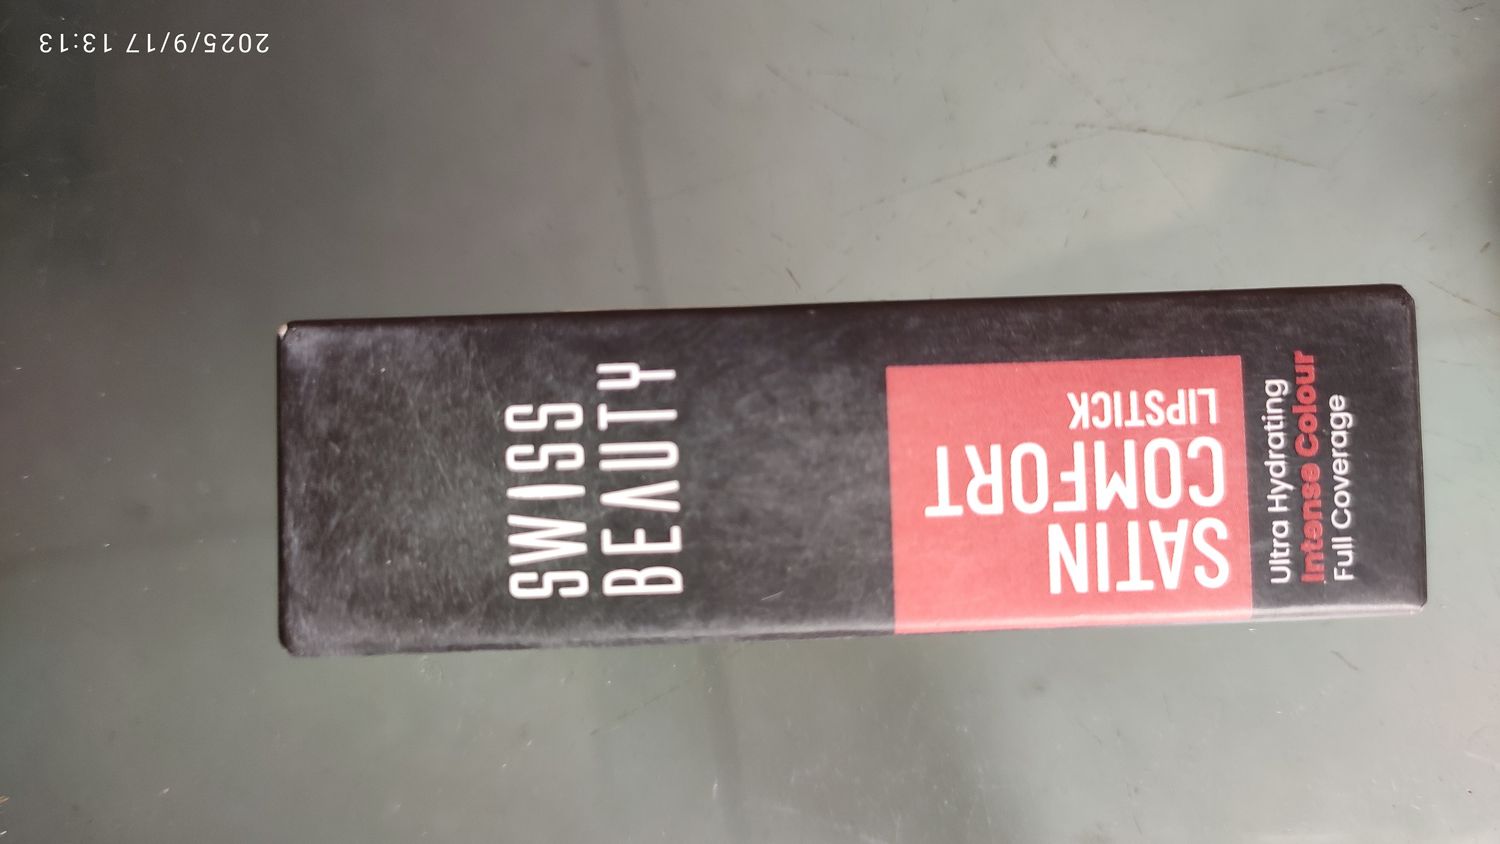 2025/9/17 13:13
SWISS
BEAUTY
SATIN
COMFORT
LIPSTICK
Ultra Hydrating
Intense Colour
Full Coverage